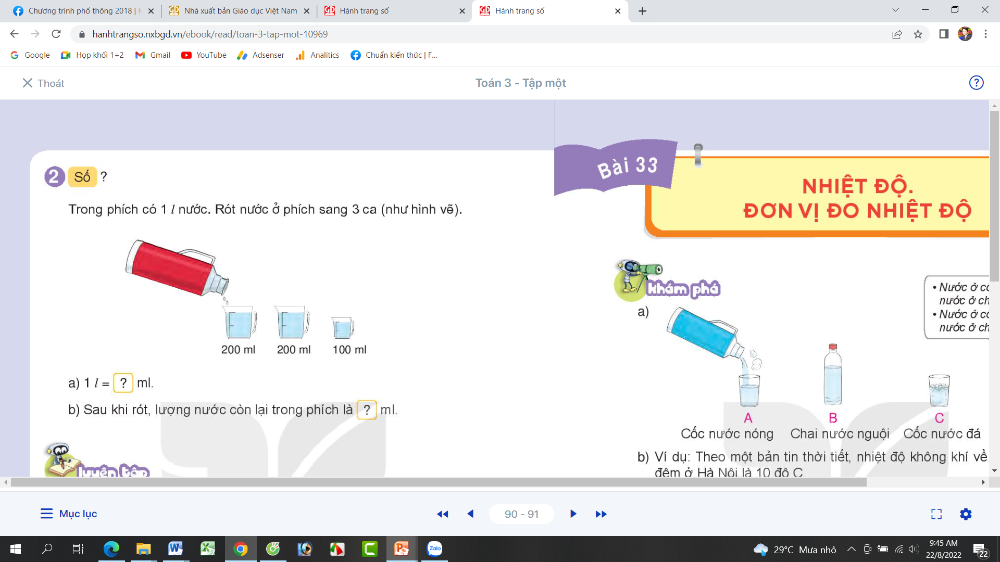 Chương trình phổ thông 2018 | F
Nhà xuất bản Giáo dục Việt Nam
Hành trang số
Hành trang số
hanhtrangso.nxbgd.vn/ebook/read/toan-3-tap-mot-10969
Google
Họp khối 1+2
Gmail
YouTube
Adsenser
Analitics
Chuẩn kiến thức | F...
Thoát
Toán 3 - Tập một
?
2 Số ?
Trong phích có 1 l nước. Rót nước ở phích sang 3 ca (như hình vẽ).
200 ml 200 ml 100 ml
a) 1 l = ? ml.
b) Sau khi rót, lượng nước còn lại trong phích là ? ml.
luyện tập
Bài 33
NHIỆT ĐỘ.
ĐƠN VỊ ĐO NHIỆT ĐỘ
khám phá
• Nước ở
nước ở
• Nước ở
nước ở
a)
A B C
Cốc nước nóng Chai nước nguội Cốc nước đá
b) Ví dụ: Theo một bản tin thời tiết, nhiệt độ không khí về
đêm ở Hà Nội là 10 độ C
Mục lục
90 - 91
Zalo
29°C Mưa nhỏ
9:45 AM
22/8/2022
22